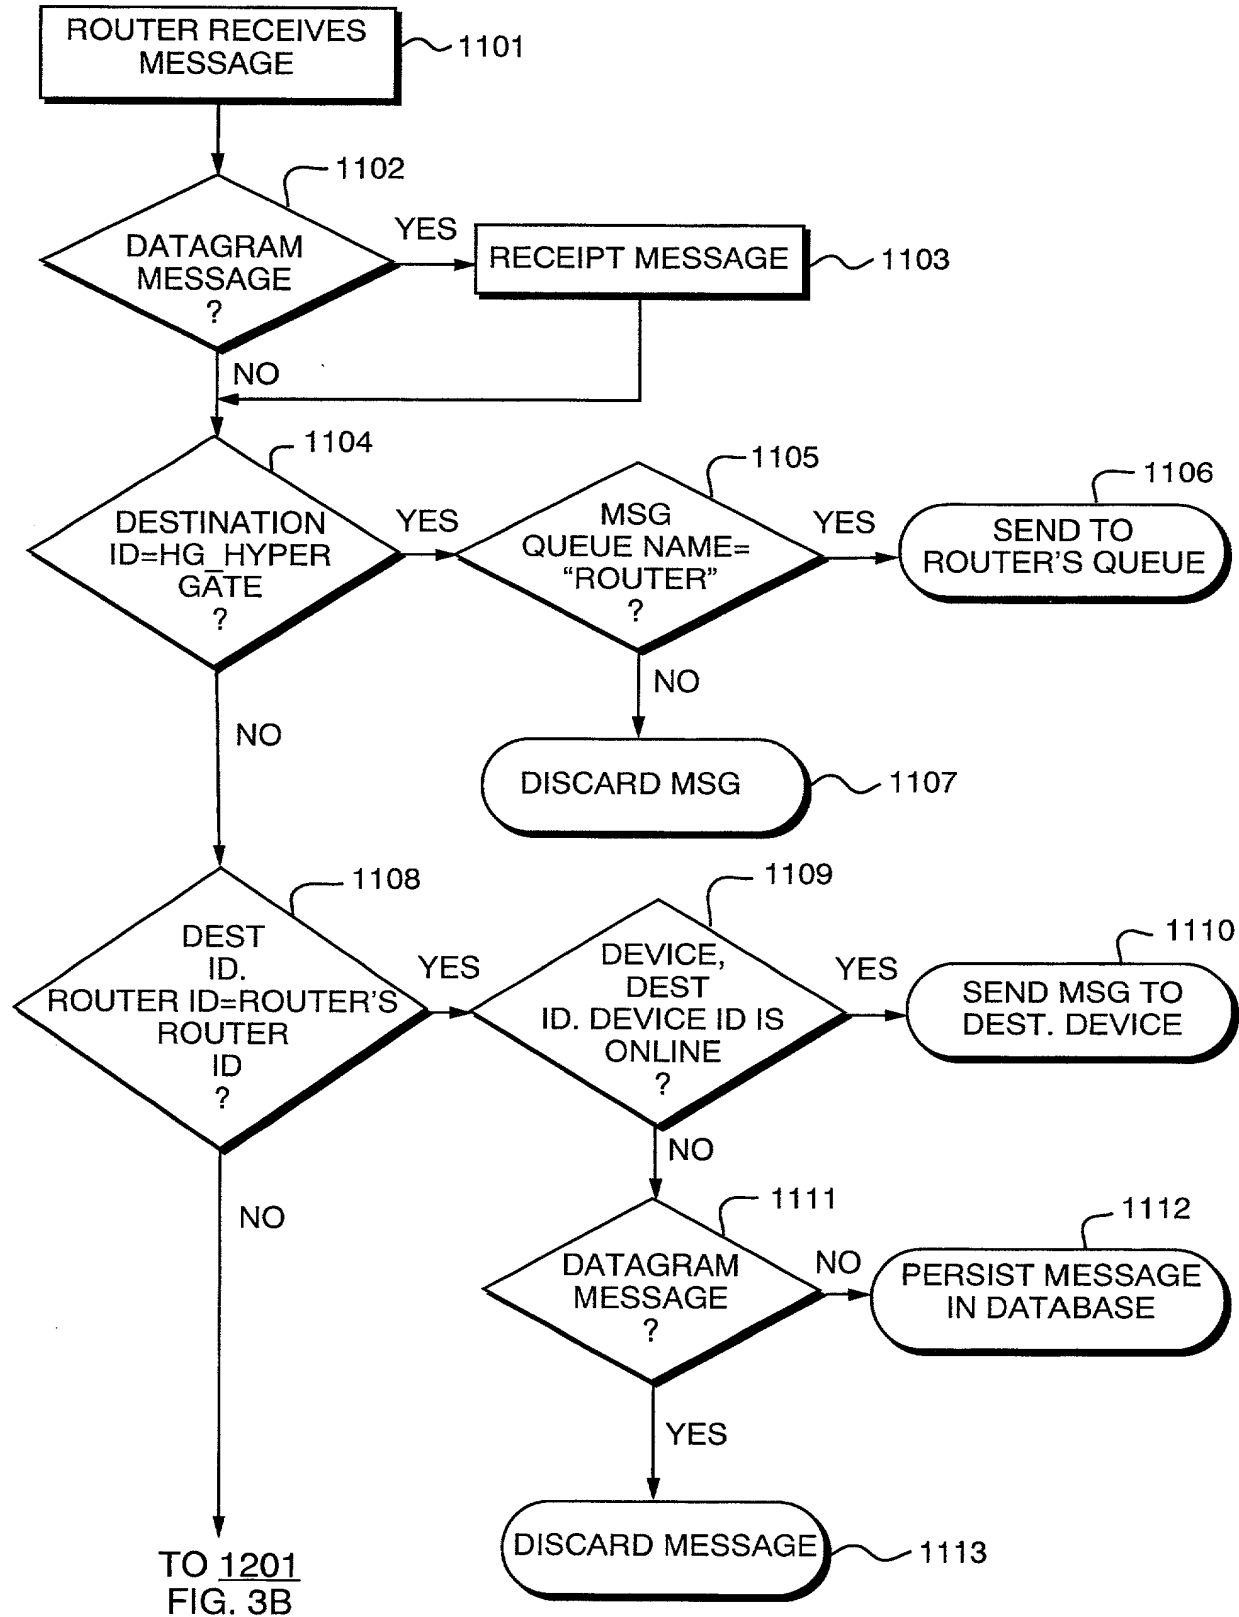 ROUTER RECEIVES
MESSAGE
1101
1102
DATAGRAM
MESSAGE
?
YES
RECEIPT MESSAGE
1103
NO
1104
DESTINATION
ID=HG_HYPER
GATE
?
YES
1105
MSG
QUEUE NAME=
“ROUTER”
?
YES
1106
SEND TO
ROUTER'S QUEUE
NO
NO
DISCARD MSG
1107
1108
DEST
ID.
ROUTER ID=ROUTER'S
ROUTER
ID
?
YES
1109
DEVICE,
DEST
ID. DEVICE ID IS
ONLINE
?
YES
1110
SEND MSG TO
DEST. DEVICE
NO
NO
1111
DATAGRAM
MESSAGE
?
NO
1112
PERSIST MESSAGE
IN DATABASE
YES
DISCARD MESSAGE
1113
TO 1201
FIG. 3B